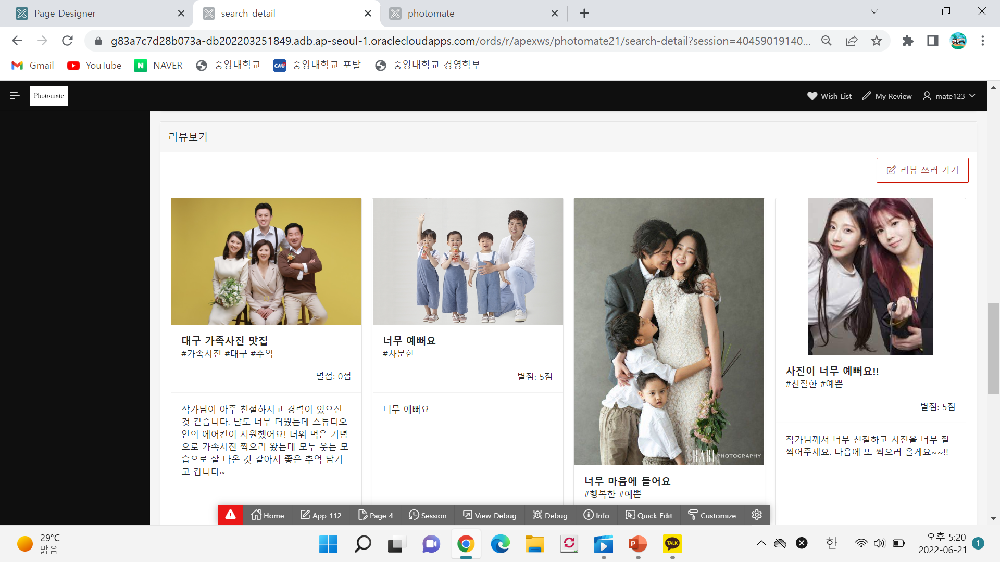 Page Designer
search_detail
photomate
g83a7c7d28b073a-db202203251849.adb.ap-seoul-1.oraclecloudapps.com/ords/r/apexws/photomate21/search-detail?session=40459019140...
Gmail
YouTube
NAVER
중앙대학교
CAU 중앙대학교 포탈
중앙대학교 경영학부
Photomate
Wish List
My Review
mate123
리뷰보기
리뷰 쓰러 가기
대구 가족사진 맛집
#가족사진 #대구 #추억
별점: 0점
작가님이 아주 친절하시고 경력이 있으신
것 같습니다. 날도 너무 더웠는데 스튜디오
안의 에어컨이 시원했어요! 더위 먹은 기념
으로 가족사진 찍으러 왔는데 모두 웃는 모
습으로 잘 나온 것 같아서 좋은 추억 남기
고 갑니다~
너무 예뻐요
#차분한
별점: 5점
너무 예뻐요
PHOTOGRAPHY
너무 마음에 들어요
#행복한 #예쁜
사진이 너무 예뻐요!!
#친절한 #예쁜
별점: 5점
작가님께서 너무 친절하고 사진을 너무 잘
찍어주세요. 다음에 또 찍으러 올게요~~!!
Home
App 112
Page 4
Session
View Debug
Debug
Info
Quick Edit
Customize
29°C
맑음
TALK
한
오후 5:20
2022-06-21
1